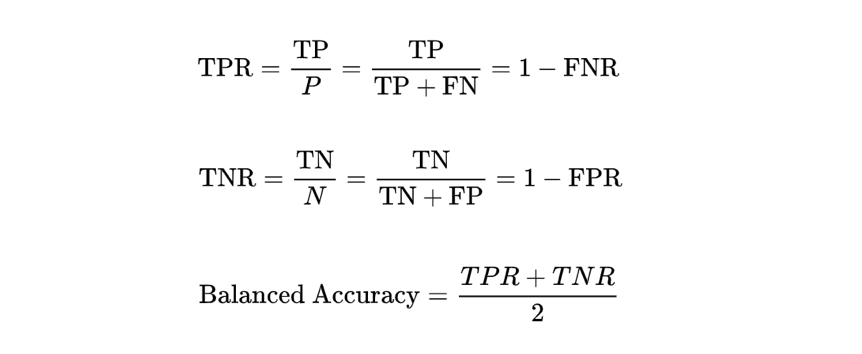 TPR = TP/P = TP/(TP + FN) = 1 − FNR
TNR = TN/N = TN/(TN + FP) = 1 − FPR
Balanced Accuracy = (TPR + TNR)/2